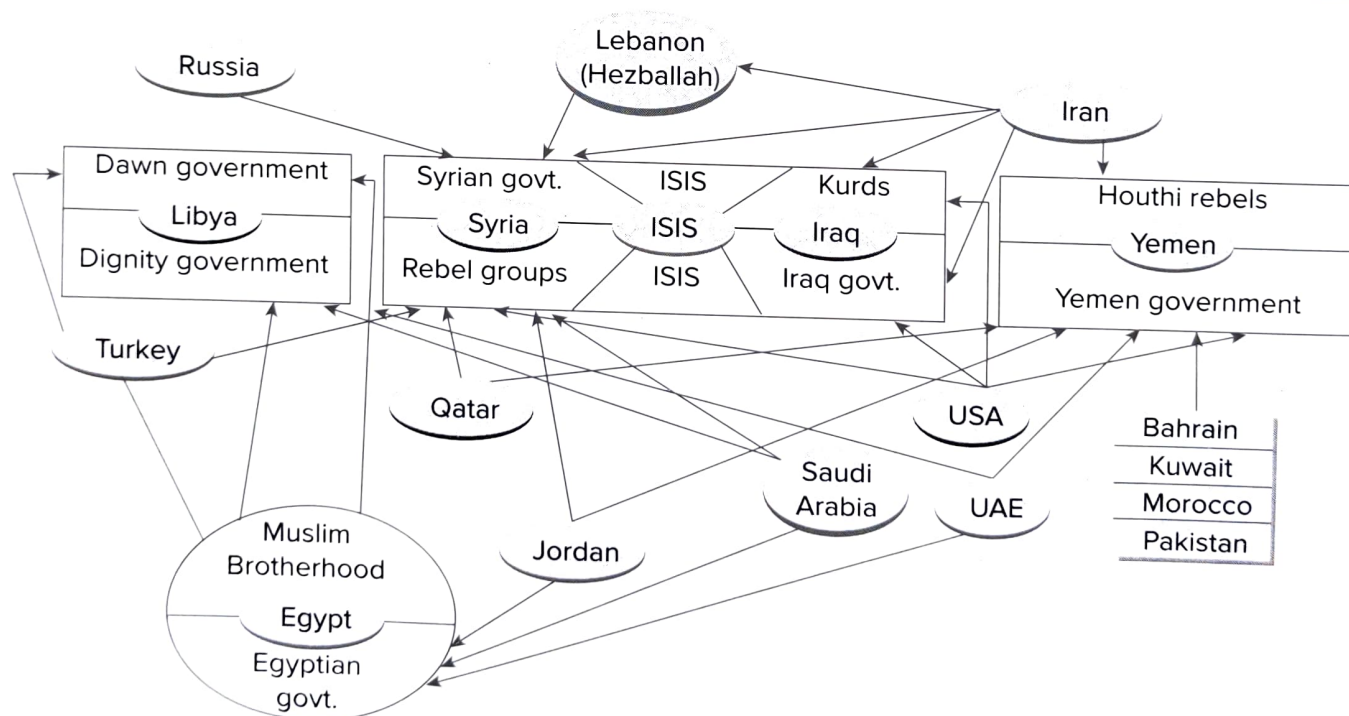 Lebanon
(Hezballah)
Russia
Iran
Dawn government
Libya
Dignity government
Syrian govt.
ISIS
Kurds
Syria
ISIS
Iraq
Rebel groups
ISIS
Iraq govt.
Houthi rebels
Yemen
Yemen government
Turkey
Qatar
USA
Bahrain
Kuwait
Morocco
Pakistan
Saudi
Arabia
UAE
Jordan
Muslim
Brotherhood
Egypt
Egyptian
govt.